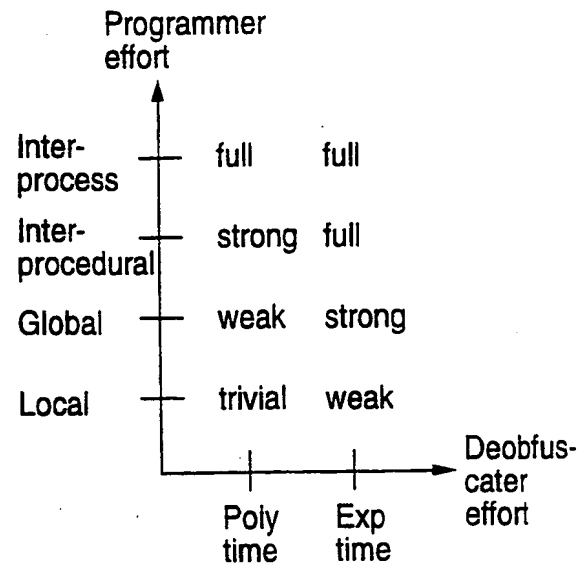 Programmer
effort
Inter-
process
full full
Inter-
procedural
strong full
Global
weak strong
Local
trivial weak
Deobfus-
cater
effort
Poly
time
Exp
time